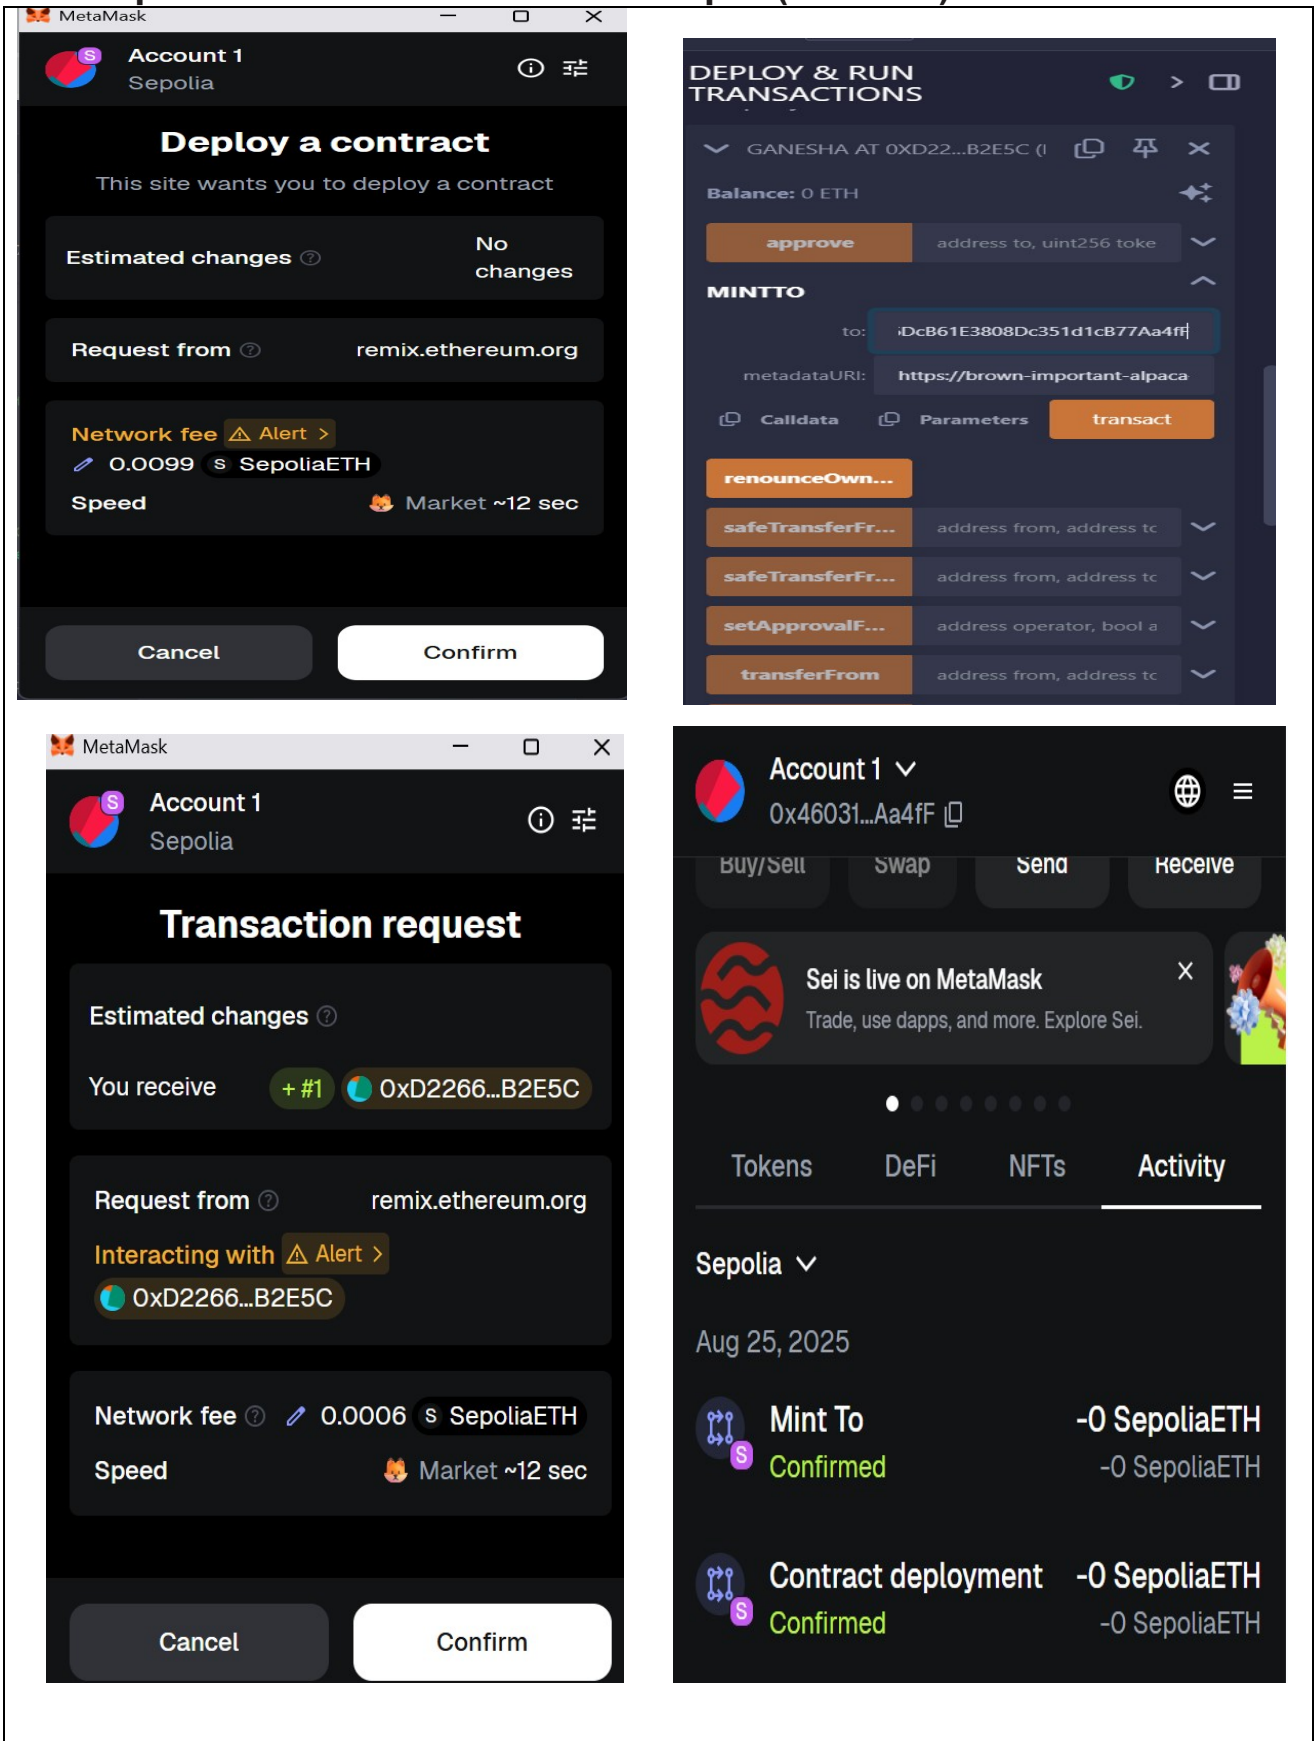 MetaMask
Account 1
Sepolia
Deploy a contract
This site wants you to deploy a contract
Estimated changes
No changes
Request from
remix.ethereum.org
Network fee Alert >
0.0099 S SepoliaETH
Speed
Market ~12 sec
Cancel
Confirm
DEPLOY & RUN
TRANSACTIONS
GANESHA AT 0XD22...B2E5C (
Balance: 0 ETH
approve
address to, uint256 toke
MINTTO
to:
DcB61E3808Dc351d1cB77Aa4fF
metadataURI:
https://brown-important-alpaca
Calldata
Parameters
transact
renounceOwn...
safeTransferFr...
address from, address tc
safeTransferFr...
address from, address tc
setApprovalF...
address operator, bool a
transferFrom
address from, address tc
MetaMask
Account 1
Sepolia
Transaction request
Estimated changes
You receive
+ #1
0xD2266...B2E5C
Request from
remix.ethereum.org
Interacting with Alert >
0xD2266...B2E5C
Network fee
0.0006 S SepoliaETH
Speed
Market ~12 sec
Cancel
Confirm
Account 1
0x46031...Aa4fF
Buy/Sell
Swap
Send
Receive
Sei is live on MetaMask
Trade, use dapps, and more. Explore Sei.
Tokens
DeFi
NFTs
Activity
Sepolia
Aug 25, 2025
Mint To
-0 SepoliaETH
Confirmed
-0 SepoliaETH
Contract deployment
-0 SepoliaETH
Confirmed
-0 SepoliaETH